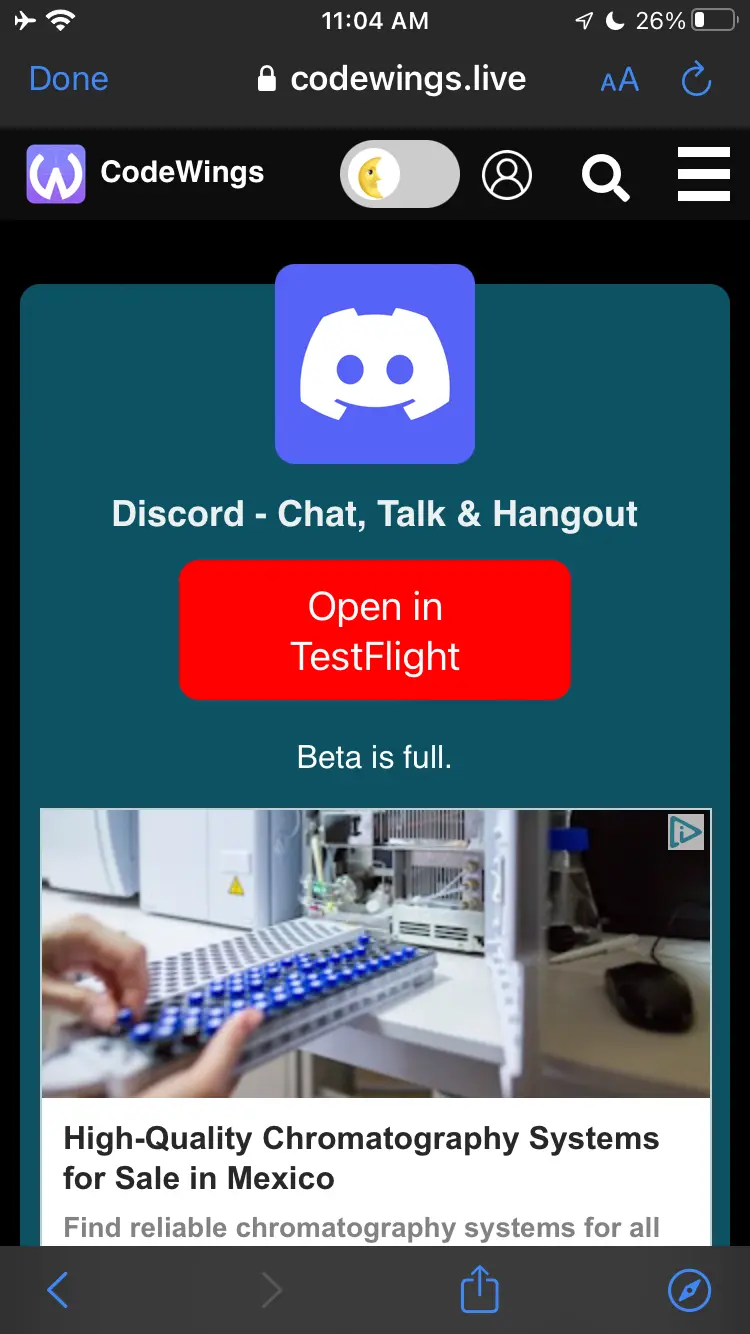 11:04 AM
26%
Done
codewings.live
AA
CodeWings
Discord - Chat, Talk & Hangout
Open in
TestFlight
Beta is full.
High-Quality Chromatography Systems
for Sale in Mexico
Find reliable chromatography systems for all